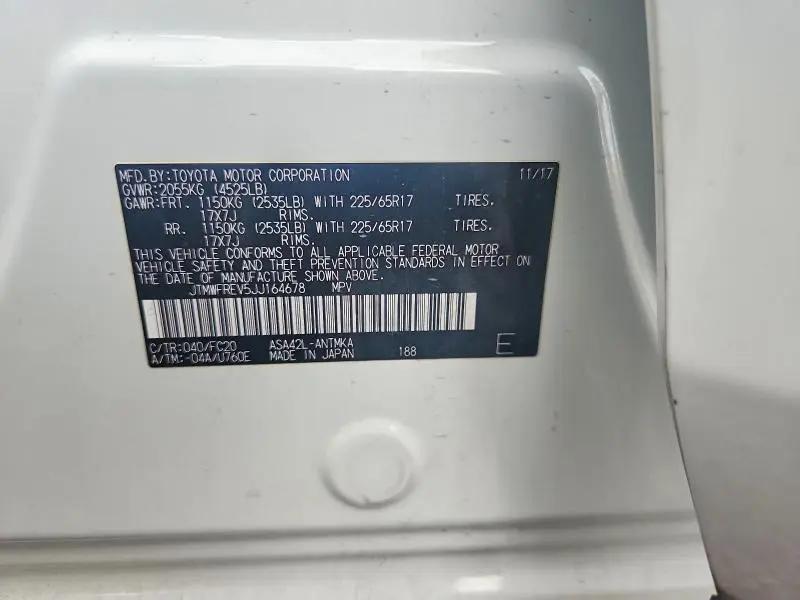 MFD.BY:TOYOTA MOTOR CORPORATION 11/17
GVWR:2055KG (4525LB)
GAWR:FRT. 1150KG (2535LB) WITH 225/65R17 TIRES.
17X7J RIMS.
RR. 1150KG (2535LB) WITH 225/65R17 TIRES.
17X7J RIMS.
THIS VEHICLE CONFORMS TO ALL APPLICABLE FEDERAL MOTOR
VEHICLE SAFETY AND THEFT PREVENTION STANDARDS IN EFFECT ON
THE DATE OF MANUFACTURE SHOWN ABOVE.
JTMWFREV5JJ164678 MPV
C/TR:040/FC20 ASA42L-ANTMKA
A/TM:-04A/U760E MADE IN JAPAN 188 E